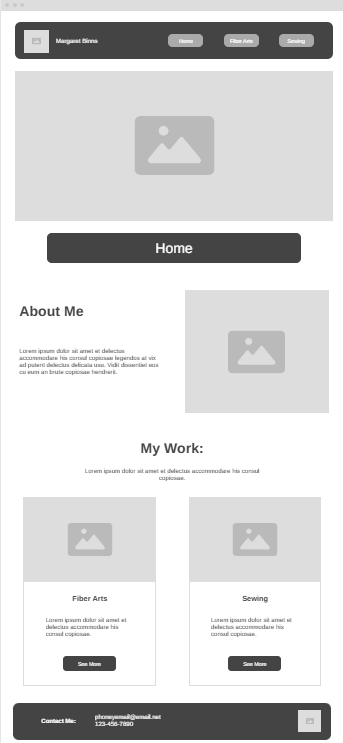 Margaret Binns
Home
Fiber Arts
Sewing
Home
About Me
Lorem ipsum dolor sit amet et delectus
accommodare his consul copiosae legendos at vix
ad putent delectus delicata usu. Vidit dissentiet eos
cu eum an brute copiosae hendrerit.
My Work:
Lorem ipsum dolor sit amet et delectus accommodare his consul
copiosae.
Fiber Arts
Lorem ipsum dolor sit amet et
delectus accommodare his
consul copiosae.
See More
Sewing
Lorem ipsum dolor sit amet et
delectus accommodare his
consul copiosae.
See More
Contact Me:
phoneyemail@email.net
123-456-7890